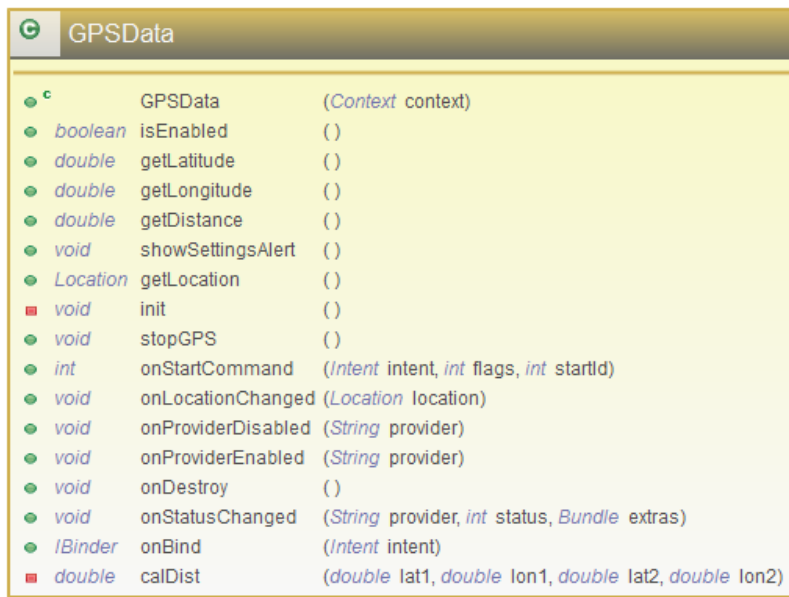 C GPSData
c GPSData (Context context)
boolean isEnabled ( )
double getLatitude ( )
double getLongitude ( )
double getDistance ( )
void showSettingsAlert ( )
Location getLocation ( )
void init ( )
void stopGPS ( )
int onStartCommand (Intent intent, int flags, int startId)
void onLocationChanged (Location location)
void onProviderDisabled (String provider)
void onProviderEnabled (String provider)
void onDestroy ( )
void onStatusChanged (String provider, int status, Bundle extras)
IBinder onBind (Intent intent)
double calDist (double lat1, double lon1, double lat2, double lon2)